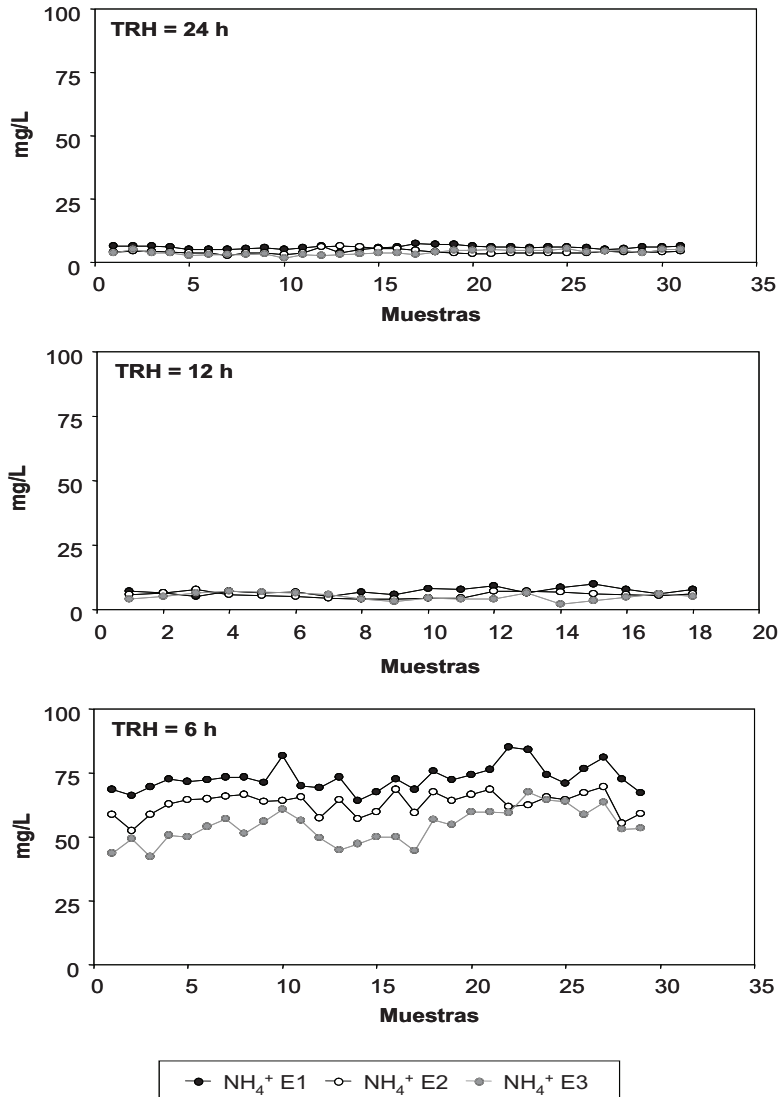 TRH = 24 h
100
75
50
25
0
mg/L
0 5 10 15 20 25 30 35
Muestras
TRH = 12 h
100
75
50
25
0
mg/L
0 2 4 6 8 10 12 14 16 18 20
Muestras
TRH = 6 h
100
75
50
25
0
mg/L
0 5 10 15 20 25 30 35
Muestras
NH₄⁺ E1 NH₄⁺ E2 NH₄⁺ E3